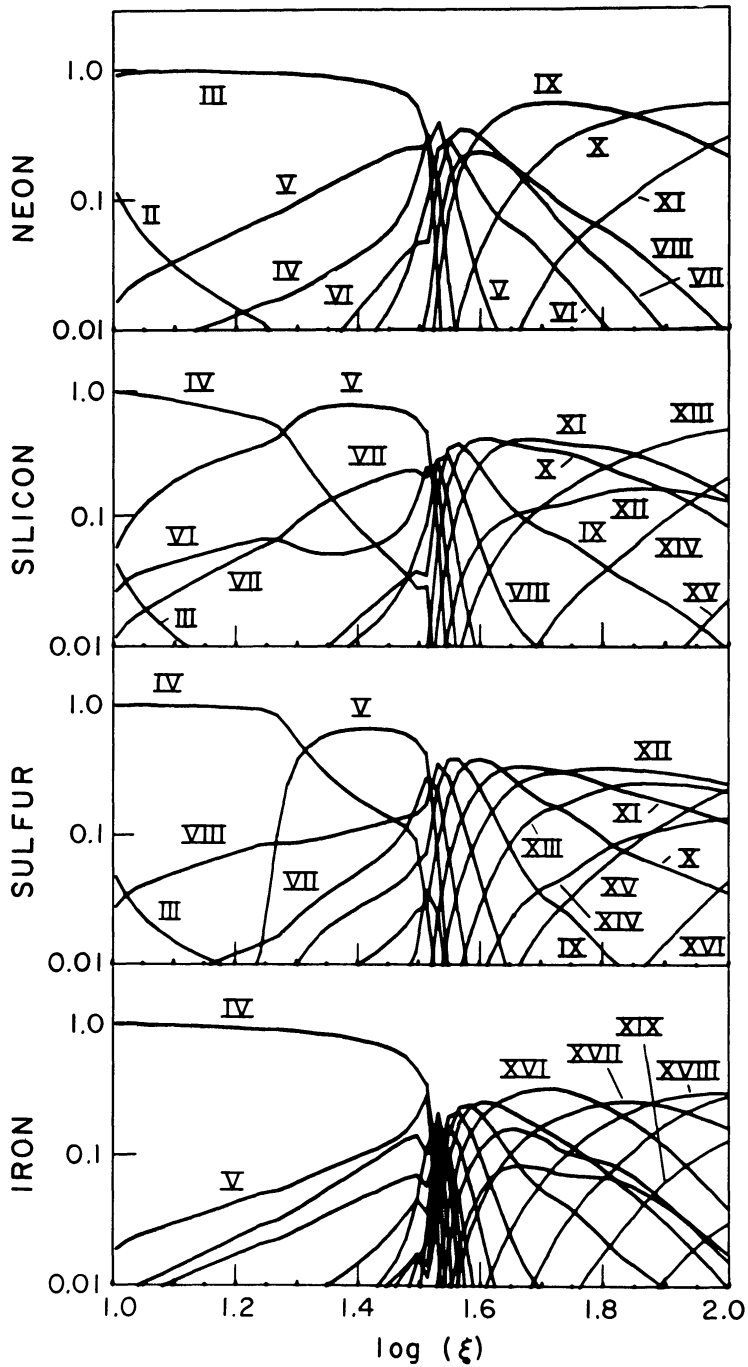 NEON
1.0
0.1
0.01
III
II
V
IV
VI
IX
X
XI
VIII
VII
V
VI
SILICON
1.0
0.1
0.01
IV
V
VII
VI
VII
III
XIII
XI
X
XII
IX
XIV
VIII
XV
SULFUR
1.0
0.1
0.01
IV
V
VIII
VII
III
XII
XI
XIII
X
XV
XIV
IX
XVI
IRON
1.0
0.1
0.01
IV
V
XIX
XVI
XVII
XVIII
1.0 1.2 1.4 1.6 1.8 2.0
log (ξ)